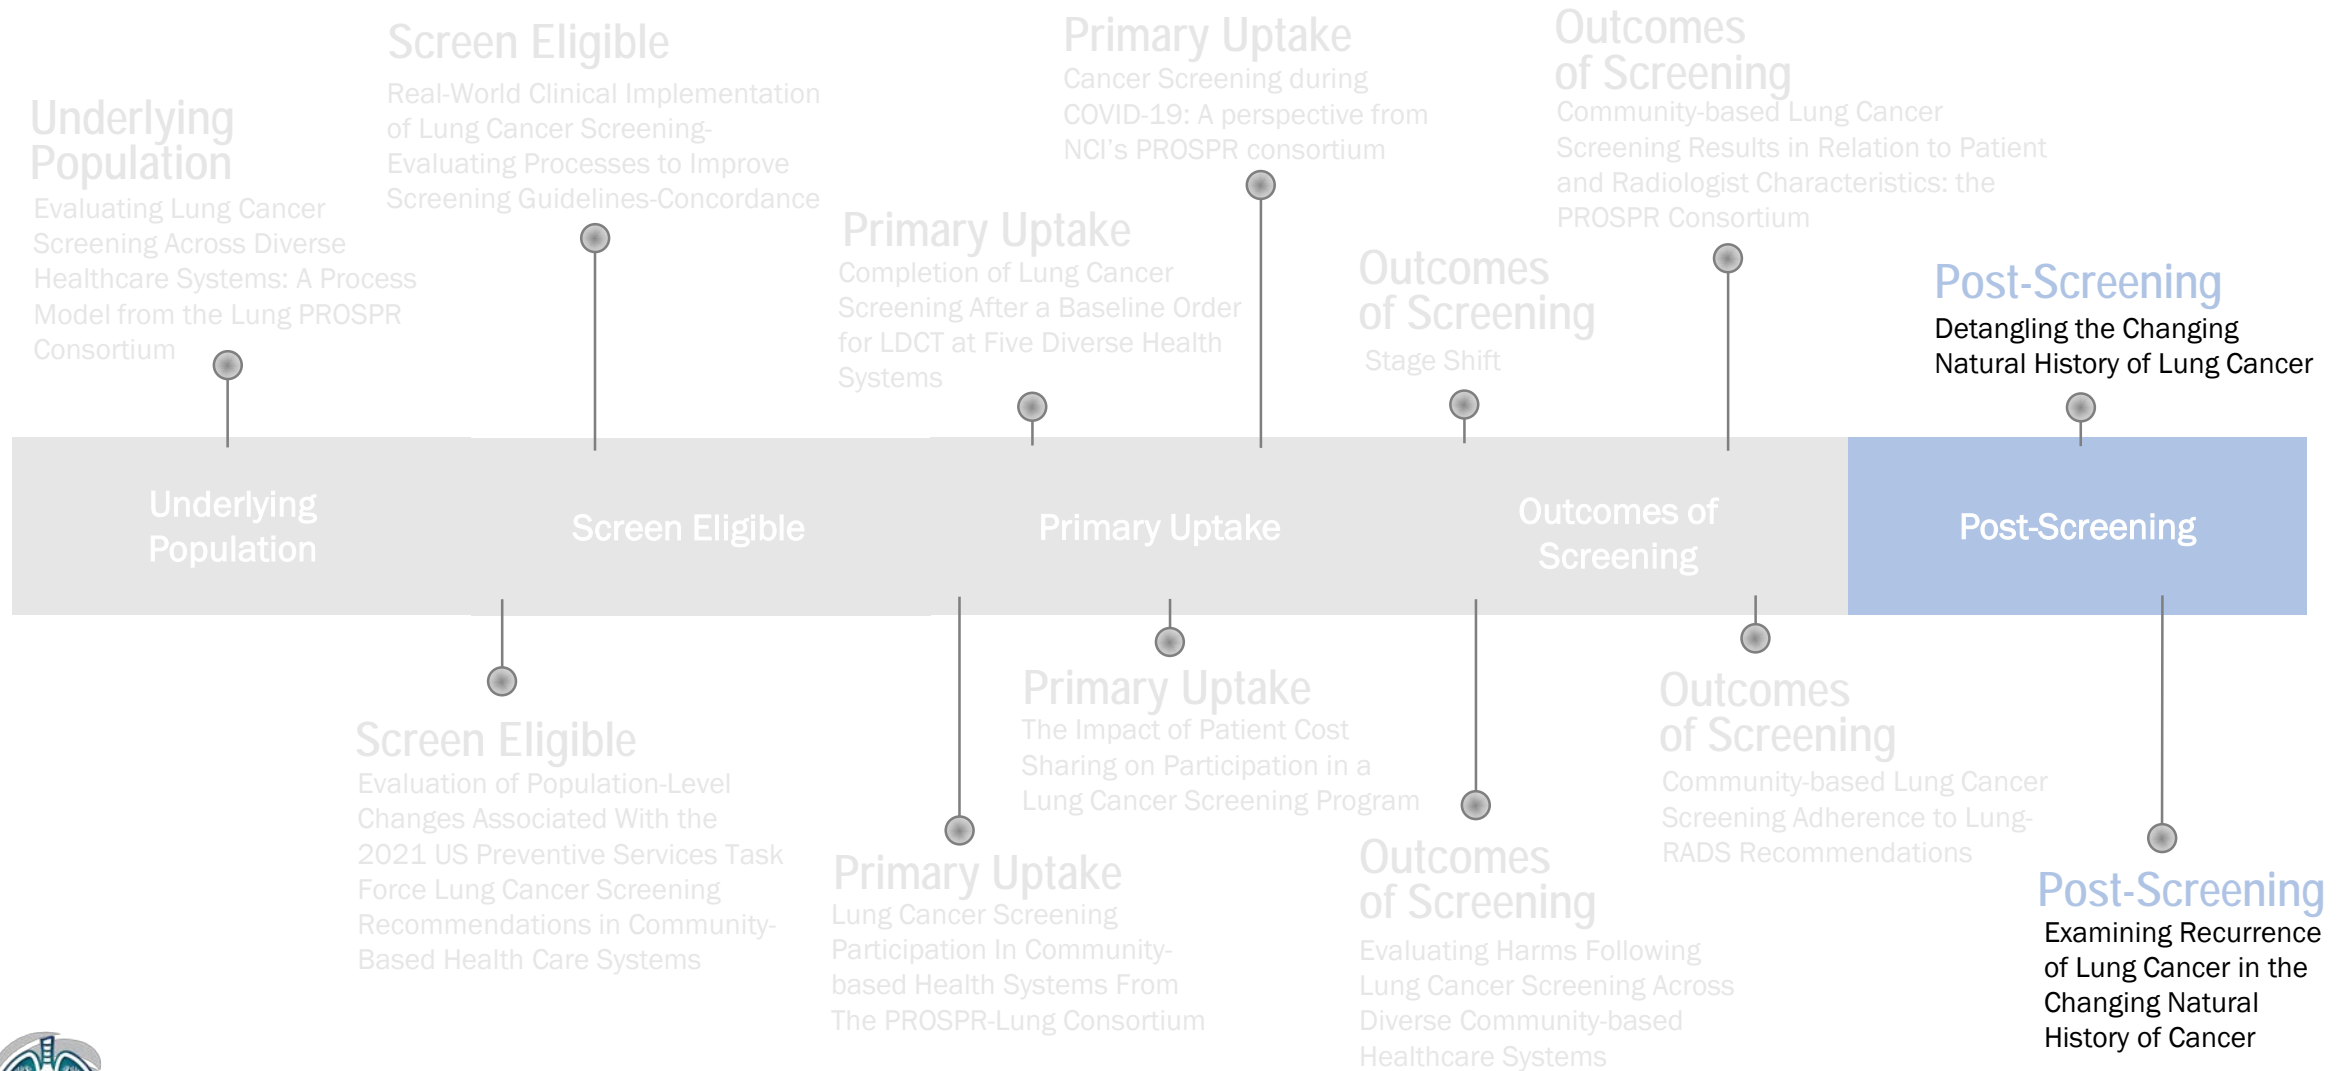 Underlying
Population
Evaluating Lung Cancer
Screening Across Diverse
Healthcare Systems: A Process
Model from the Lung PROSPR
Consortium
Screen Eligible
Real-World Clinical Implementation
of Lung Cancer Screening-
Evaluating Processes to Improve
Screening Guidelines-Concordance
Primary Uptake
Completion of Lung Cancer
Screening After a Baseline Order
for LDCT at Five Diverse Health
Systems
Primary Uptake
Cancer Screening during
COVID-19: A perspective from
NCI's PROSPR consortium
Outcomes
of Screening
Stage Shift
Outcomes
of Screening
Community-based Lung Cancer
Screening Results in Relation to Patient
and Radiologist Characteristics: the
PROSPR Consortium
Post-Screening
Detangling the Changing
Natural History of Lung Cancer
Underlying
Population
Screen Eligible
Primary Uptake
Outcomes of
Screening
Post-Screening
Screen Eligible
Evaluation of Population-Level
Changes Associated With the
2021 US Preventive Services Task
Force Lung Cancer Screening
Recommendations in Community-
Based Health Care Systems
Primary Uptake
Lung Cancer Screening
Participation In Community-
based Health Systems From
The PROSPR-Lung Consortium
Primary Uptake
The Impact of Patient Cost
Sharing on Participation in a
Lung Cancer Screening Program
Outcomes
of Screening
Evaluating Harms Following
Lung Cancer Screening Across
Diverse Community-based
Healthcare Systems
Outcomes
of Screening
Community-based Lung Cancer
Screening Adherence to Lung-
RADS Recommendations
Post-Screening
Examining Recurrence
of Lung Cancer in the
Changing Natural
History of Cancer